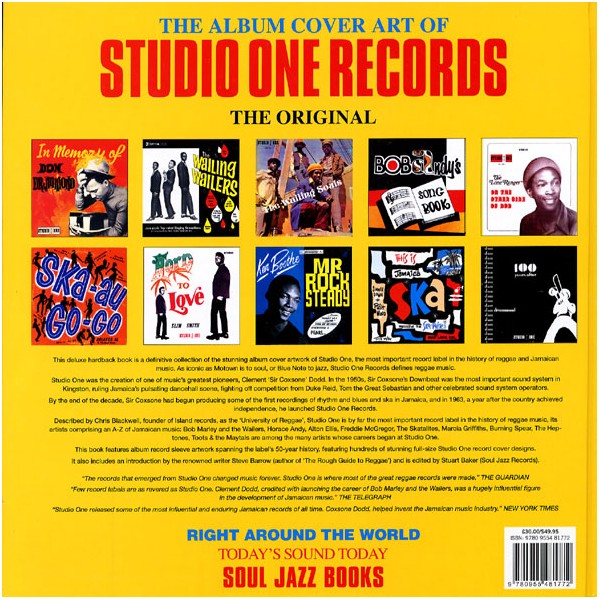 THE ALBUM COVER ART OF
STUDIO ONE RECORDS
THE ORIGINAL
In Memory of
DON
DRUMMOND
The
WAILING
WAILERS
The Wailing Souls
BOB & Andy's
SONG
BOOK
The
"Lone Ranger"
ON THE
OTHER SIDE
OF DUB
SKA-AU
GO-GO
BORN
TO
LOVE
SLIM SMITH
Ken Boothe
MR
ROCK
STEADY
This is
JAMAICA
SKA
100
years after
This deluxe hardback book is a definitive collection of the stunning album cover artwork of Studio One, the most important record label in the history of reggae and Jamaican
music. As iconic as Motown is to soul, or Blue Note to jazz, Studio One Records defines reggae music.
Studio One was the creation of one of music's greatest pioneers, Clement 'Sir Coxsone' Dodd. In the 1950s, Sir Coxsone's Downbeat was the most important sound system in
Kingston, ruling Jamaica's pulsating dancehall scene, fighting off competition from Duke Reid, Tom the Great Sebastian and other celebrated sound system operators.
By the end of the decade, Sir Coxsone had begun producing some of the first recordings of rhythm and blues and ska in Jamaica, and in 1963, a year after the country achieved
independence, he launched Studio One Records.
Described by Chris Blackwell, founder of Island records, as the 'University of Reggae', Studio One is by far the most important record label in the history of reggae music, its
artists comprising an A-Z of Jamaican music: Bob Marley and the Wailers, Horace Andy, Alton Ellis, Freddie McGregor, The Skatalites, Marcia Griffiths, Burning Spear, The Hep-
tones, Toots & the Maytals are among the many artists whose careers began at Studio One.
This book features album record sleeve artwork spanning the label's 50-year history, featuring hundreds of stunning full-size Studio One record cover designs.
It also includes an introduction by the renowned writer Steve Barrow (author of 'The Rough Guide to Reggae') and is edited by Stuart Baker (Soul Jazz Records).
"The records that emerged from Studio One changed music forever. Studio One is where most of the great reggae records were made." THE GUARDIAN
"Few record labels are as revered as Studio One. Clement Dodd, credited with launching the career of Bob Marley and the Wailers, was a hugely influential figure
in the development of Jamaican music." THE TELEGRAPH
"Studio One released some of the most influential and enduring Jamaican records of all time. Coxsone Dodd, helped invent the Jamaican music industry." NEW YORK TIMES
RIGHT AROUND THE WORLD
TODAY'S SOUND TODAY
SOUL JAZZ BOOKS
£30.00/$49.95
ISBN: 9780 9554 81772
9 780955 481772